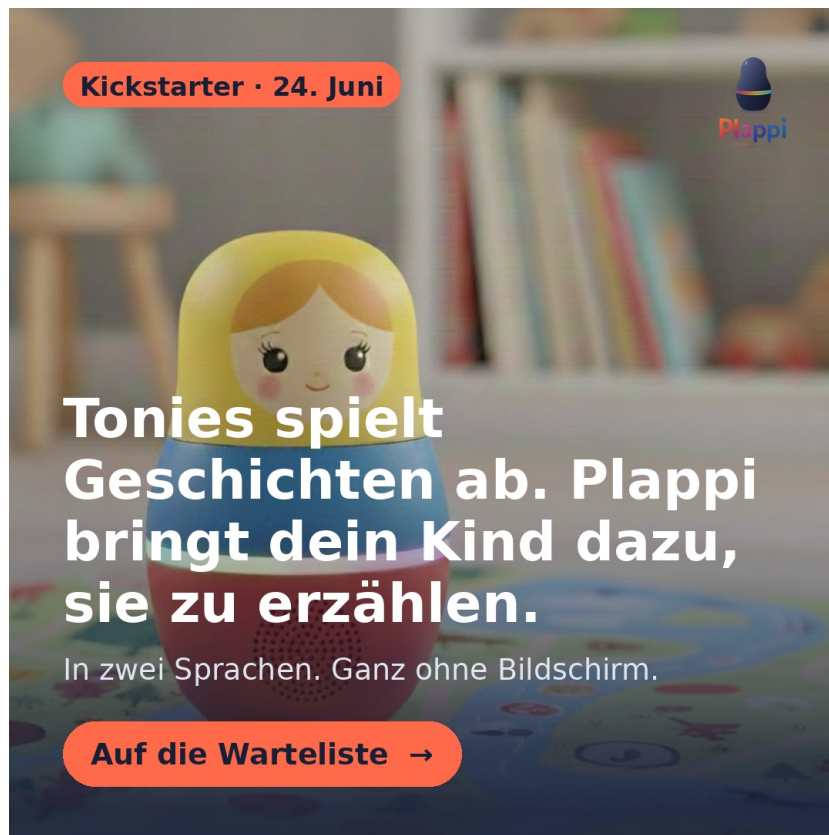 Kickstarter · 24. Juni
Plappi
Tonies spielt
Geschichten ab. Plappi
bringt dein Kind dazu,
sie zu erzählen.
In zwei Sprachen. Ganz ohne Bildschirm.
Auf die Warteliste →